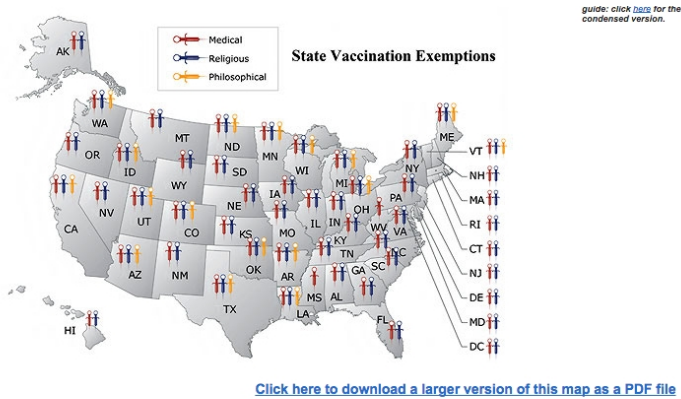 guide: click here for the
condensed version.
Medical
Religious
Philosophical
State Vaccination Exemptions
AK
WA
MT
ND
MN
ME
OR
ID
SD
WI
MI
NY
VT
WY
NH
NV
NE
IA
OH
PA
MA
UT
CO
IL
IN
WV
VA
RI
CA
KS
MO
KY
CT
AZ
NM
OK
AR
TN
NC
NJ
SC
DE
MS
AL
GA
MD
TX
LA
DC
HI
FL
Click here to download a larger version of this map as a PDF file